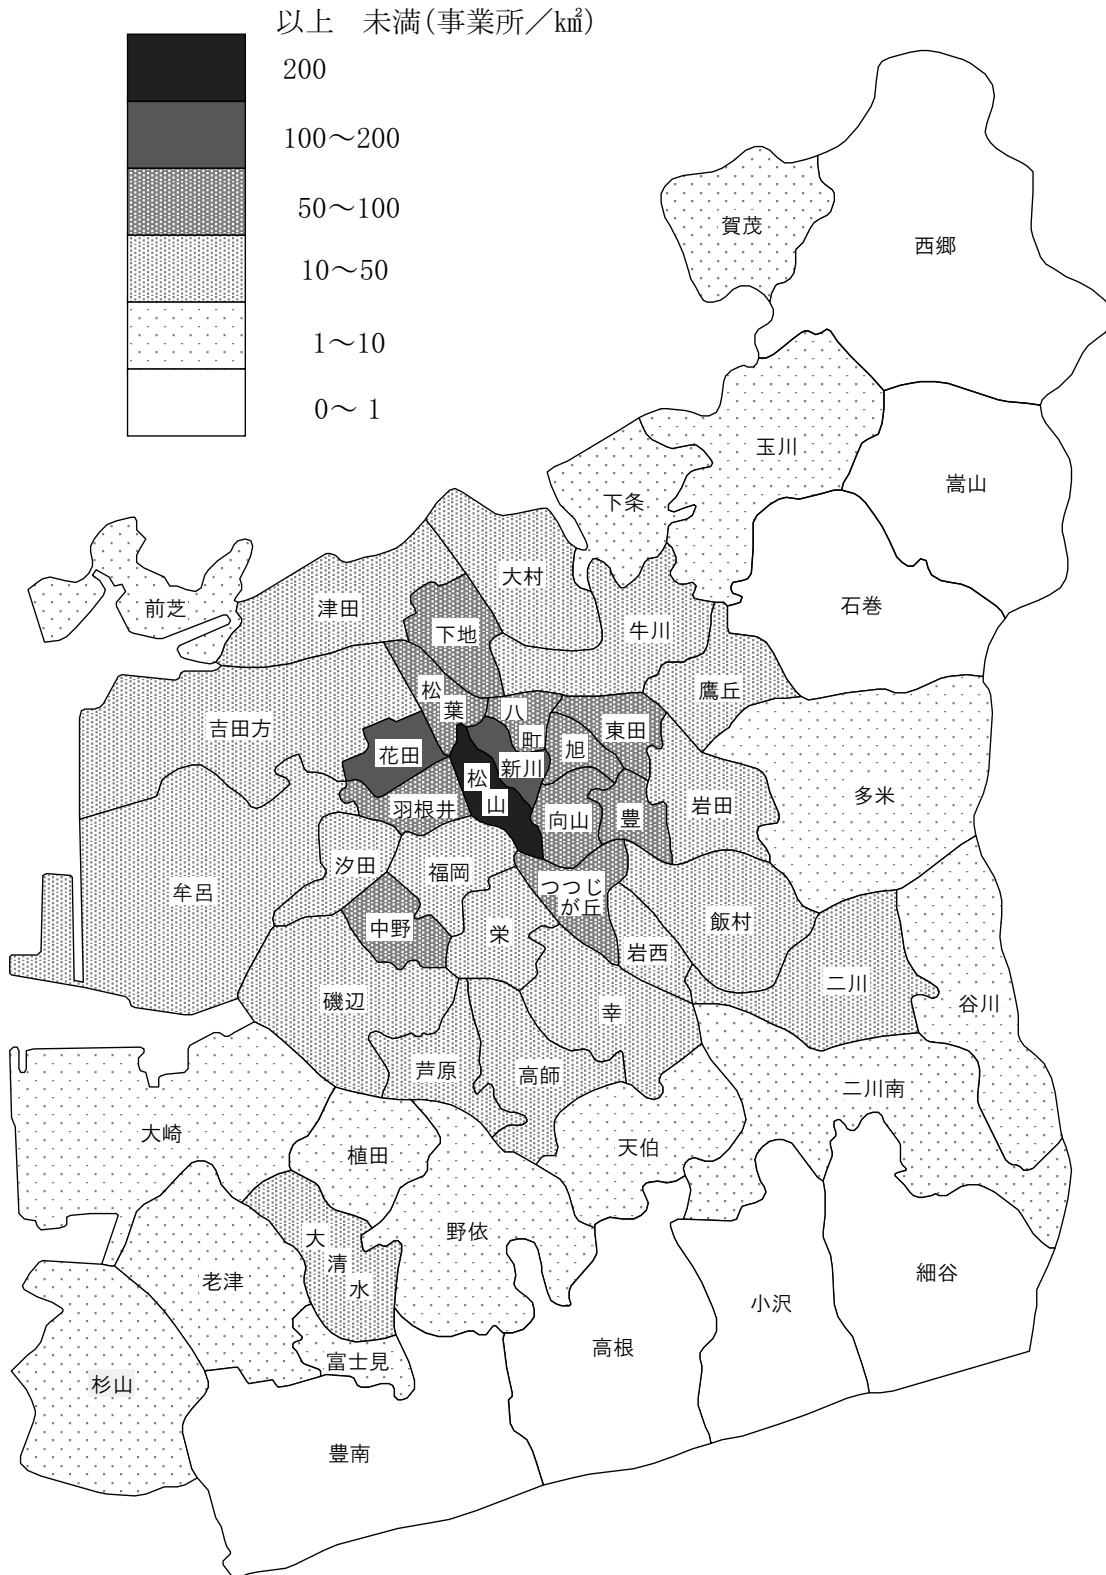 以上　未満(事業所／㎢)
200
100～200
50～100
10～50
1～10
0～ 1
賀茂
西郷
玉川
嵩山
下条
大村
石巻
前芝
津田
下地
牛川
鷹丘
松葉
八町
吉田方
東田
旭
花田
新川
松山
岩田
多米
羽根井
向山
豊
汐田
福岡
つつじ
が丘
牟呂
飯村
中野
栄
岩西
二川
磯辺
幸
谷川
芦原
高師
二川南
大崎
植田
天伯
大清水
野依
老津
細谷
小沢
高根
富士見
杉山
豊南